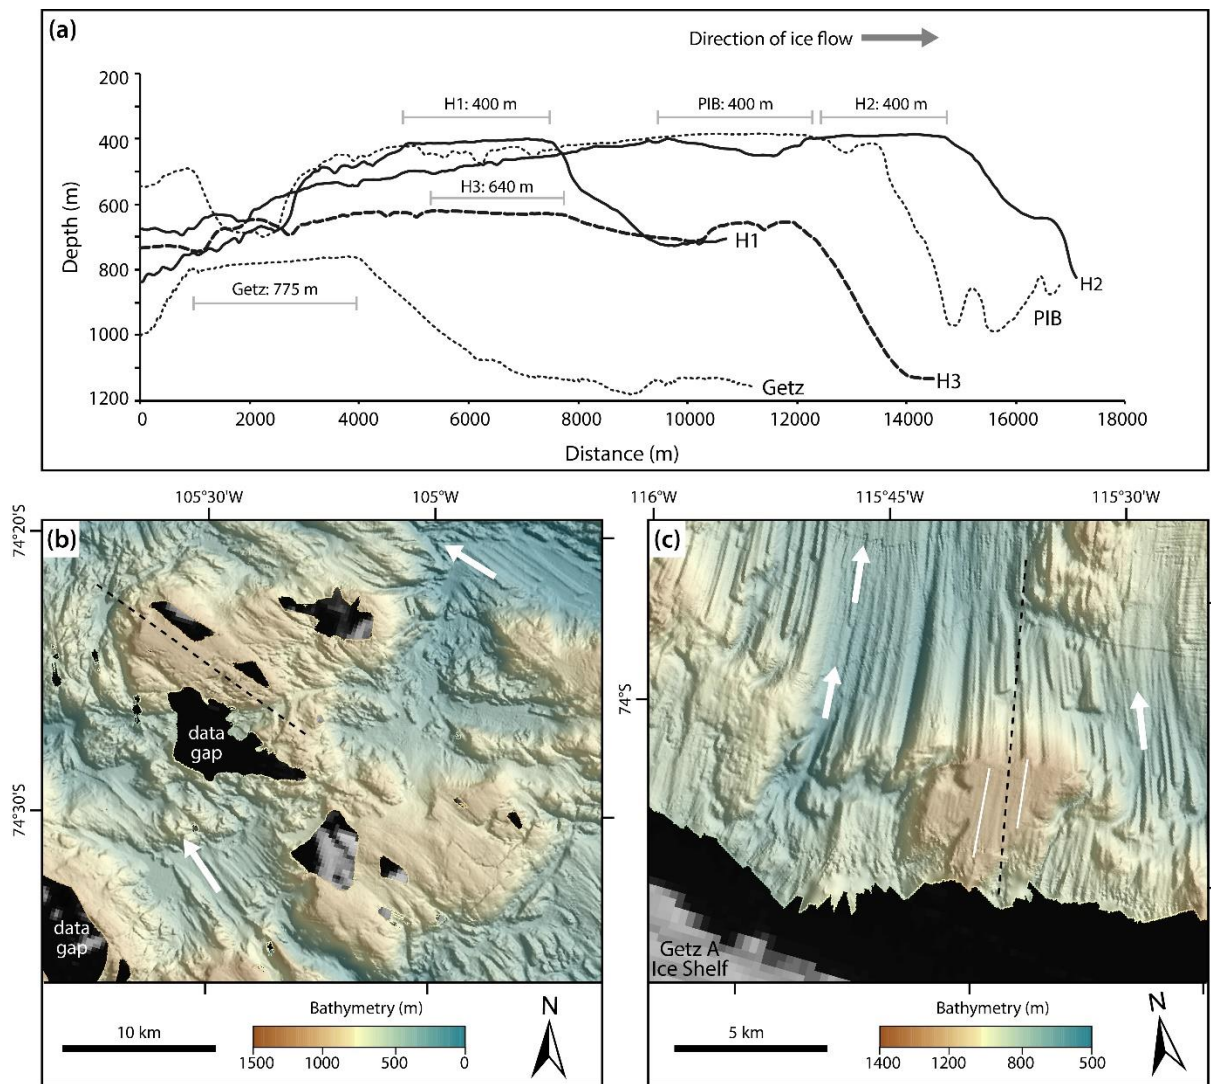 (a)
Direction of ice flow
200
400
600
800
1000
1200
Depth (m)
H1: 400 m
PIB: 400 m
H2: 400 m
H3: 640 m
Getz: 775 m
H1
H2
PIB
H3
Getz
0
2000
4000
6000
8000
10000
12000
14000
16000
18000
Distance (m)
105°30'W
105°W
116°W
115°45'W
115°30'W
74°20'S
74°30'S
(b)
data
gap
data
gap
(c)
74°S
Getz A
Ice Shelf
10 km
Bathymetry (m)
1500
1000
500
0
N
5 km
Bathymetry (m)
1400
1200
800
500
N